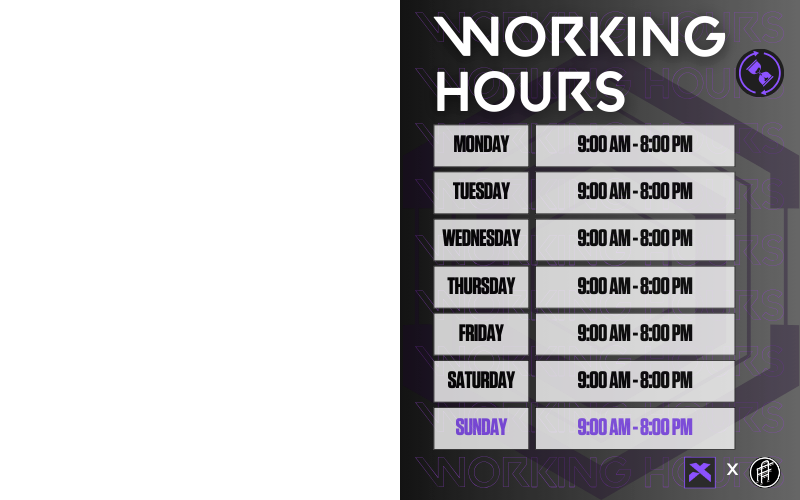 WORKING
HOURS
MONDAY 9:00 AM - 8:00 PM
TUESDAY 9:00 AM - 8:00 PM
WEDNESDAY 9:00 AM - 8:00 PM
THURSDAY 9:00 AM - 8:00 PM
FRIDAY 9:00 AM - 8:00 PM
SATURDAY 9:00 AM - 8:00 PM
SUNDAY 9:00 AM - 8:00 PM
WORKING HOURS
X